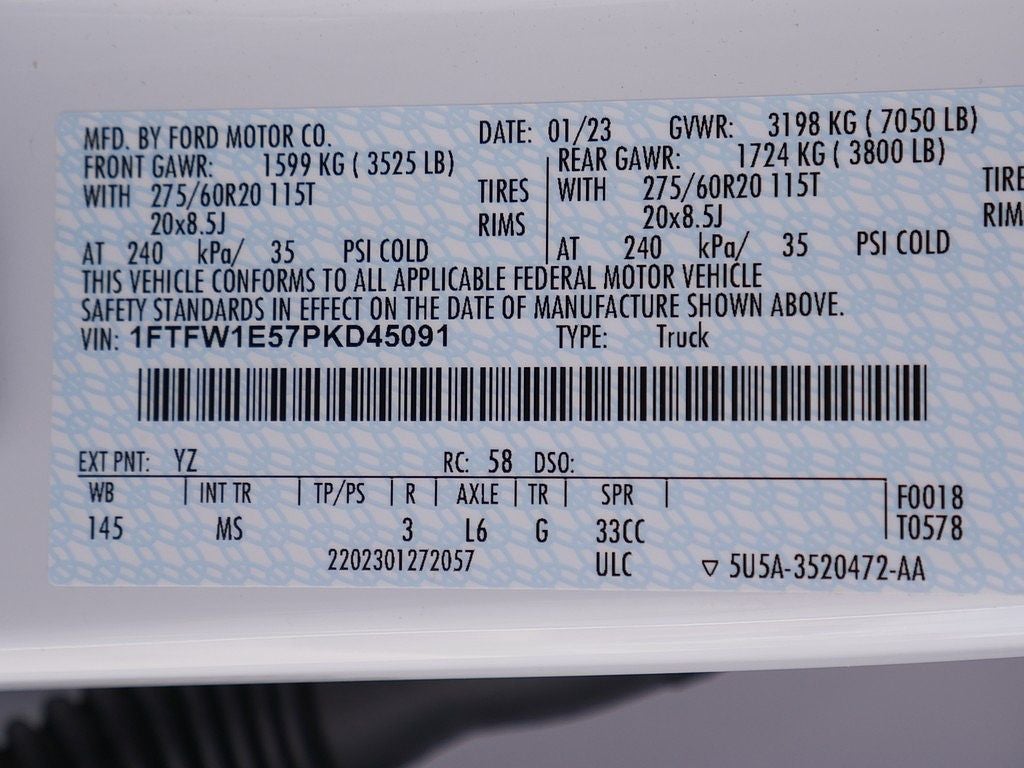 MFD. BY FORD MOTOR CO. DATE: 01/23 GVWR: 3198 KG ( 7050 LB)
FRONT GAWR: 1599 KG ( 3525 LB) REAR GAWR: 1724 KG ( 3800 LB)
WITH 275/60R20 115T TIRES WITH 275/60R20 115T TIRE
20x8.5J RIMS 20x8.5J RIM
AT 240 kPa/ 35 PSI COLD AT 240 kPa/ 35 PSI COLD
THIS VEHICLE CONFORMS TO ALL APPLICABLE FEDERAL MOTOR VEHICLE
SAFETY STANDARDS IN EFFECT ON THE DATE OF MANUFACTURE SHOWN ABOVE.
VIN: 1FTFW1E57PKD45091 TYPE: Truck
EXT PNT: YZ RC: 58 DSO:
WB INT TR TP/PS R AXLE TR SPR F0018
145 MS 3 L6 G 33CC T0578
2202301272057 ULC ▽ 5U5A-3520472-AA